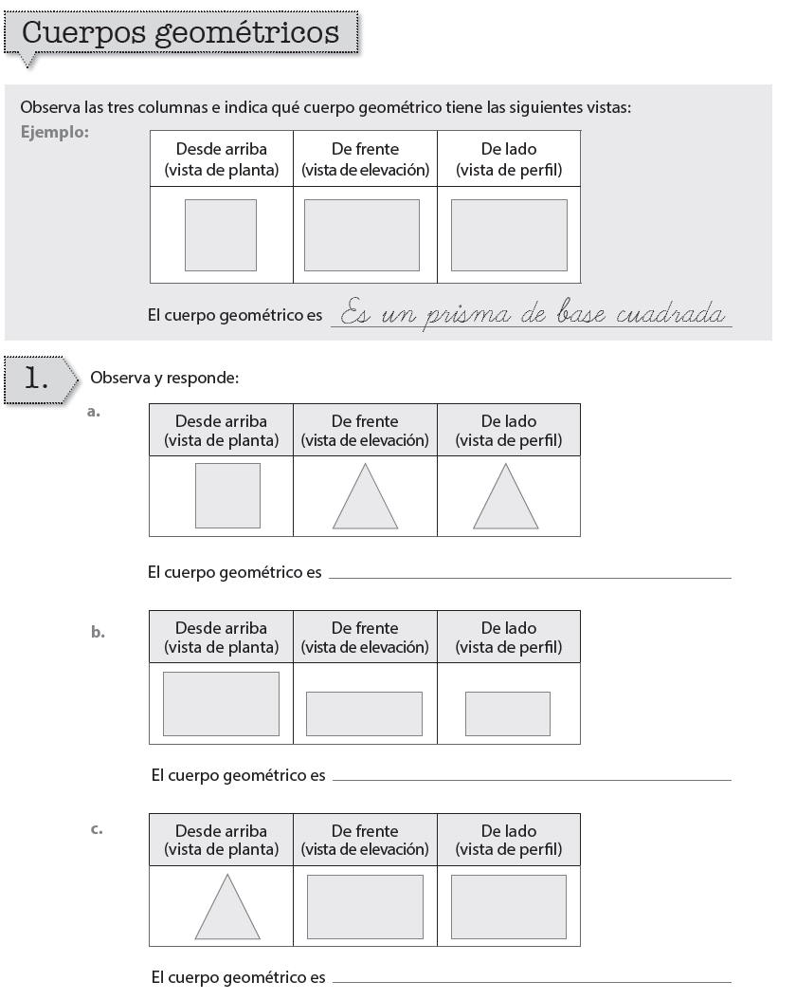 Cuerpos geométricos
Observa las tres columnas e indica qué cuerpo geométrico tiene las siguientes vistas:
Ejemplo:
Desde arriba
(vista de planta)
De frente
(vista de elevación)
De lado
(vista de perfil)
El cuerpo geométrico es Es un prisma de base cuadrada
1. Observa y responde:
a.
Desde arriba
(vista de planta)
De frente
(vista de elevación)
De lado
(vista de perfil)
El cuerpo geométrico es
b.
Desde arriba
(vista de planta)
De frente
(vista de elevación)
De lado
(vista de perfil)
El cuerpo geométrico es
c.
Desde arriba
(vista de planta)
De frente
(vista de elevación)
De lado
(vista de perfil)
El cuerpo geométrico es